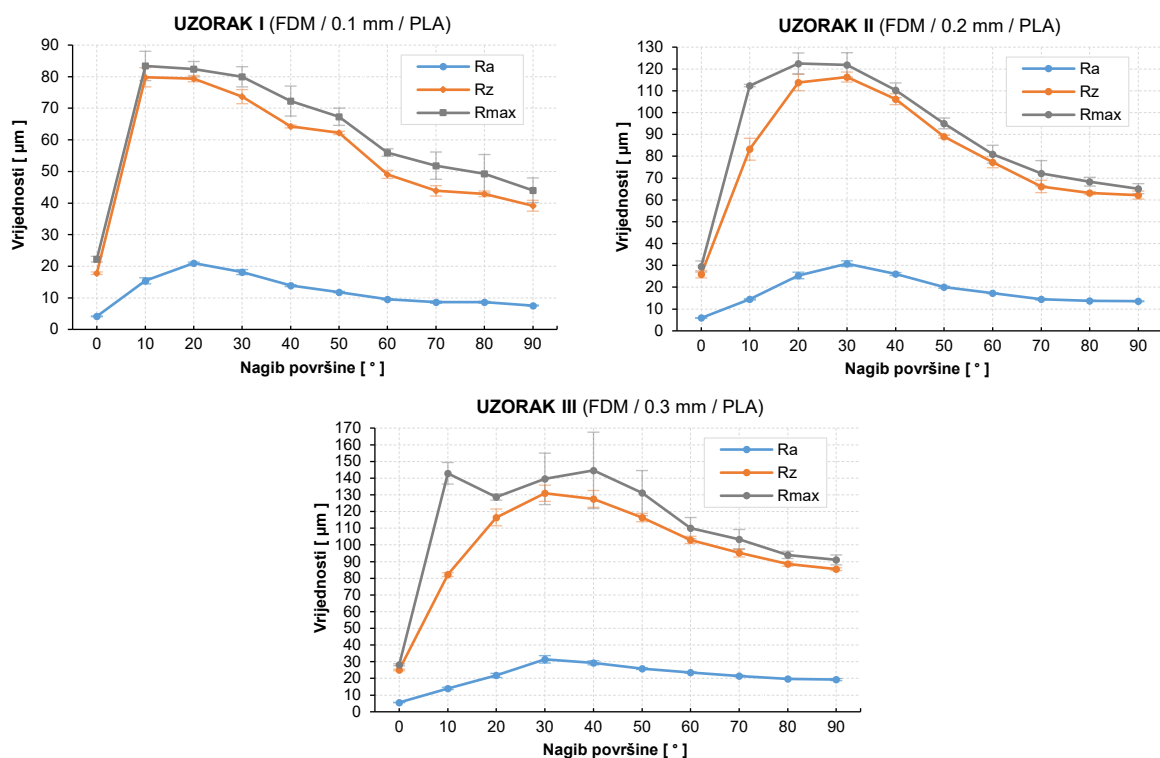 UZORAK I (FDM / 0.1 mm / PLA)
Vrijednosti [ µm ]
90
80
70
60
50
40
30
20
10
0
Ra
Rz
Rmax
0 10 20 30 40 50 60 70 80 90
Nagib površine [ ° ]
UZORAK II (FDM / 0.2 mm / PLA)
Vrijednosti [ µm ]
130
120
110
100
90
80
70
60
50
40
30
20
10
0
Ra
Rz
Rmax
0 10 20 30 40 50 60 70 80 90
Nagib površine [ ° ]
UZORAK III (FDM / 0.3 mm / PLA)
Vrijednosti [ µm ]
170
160
150
140
130
120
110
100
90
80
70
60
50
40
30
20
10
0
Ra
Rz
Rmax
0 10 20 30 40 50 60 70 80 90
Nagib površine [ ° ]